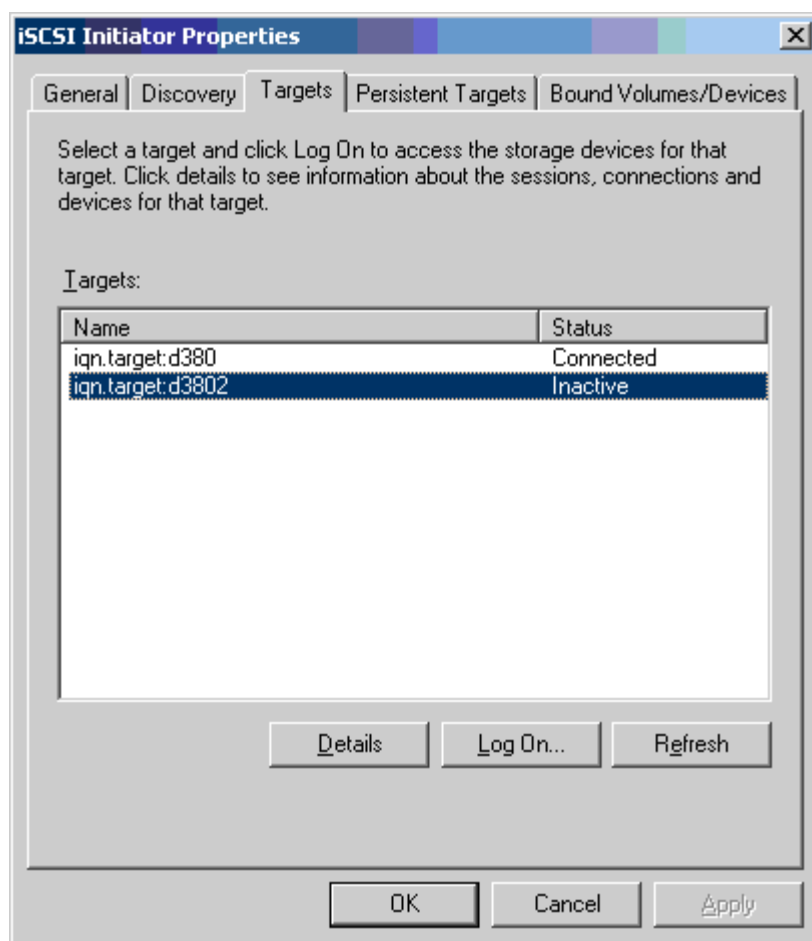 iSCSI Initiator Properties
General Discovery Targets Persistent Targets Bound Volumes/Devices
Select a target and click Log On to access the storage devices for that
target. Click details to see information about the sessions, connections and
devices for that target.
Targets:
Name Status
iqn.target:d380 Connected
iqn.target:d3802 Inactive
Details Log On... Refresh
OK Cancel Apply